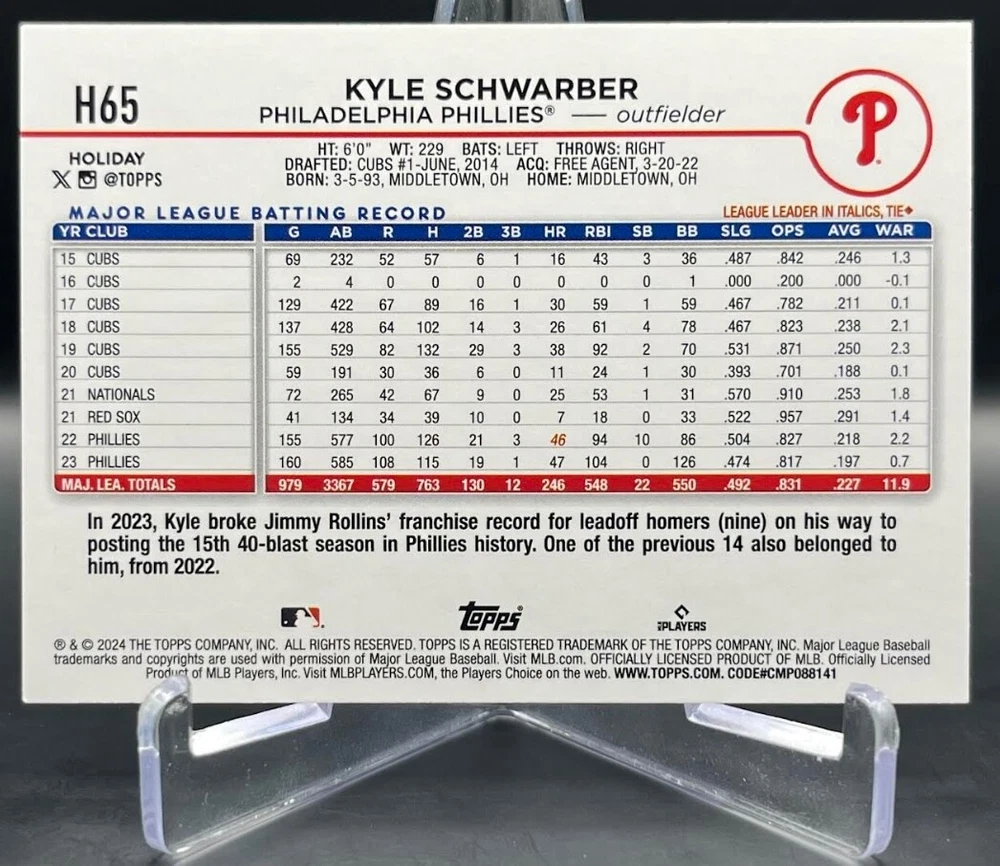 H65
KYLE SCHWARBER
PHILADELPHIA PHILLIES® — outfielder
P
HOLIDAY
X @TOPPS
HT: 6'0" WT: 229 BATS: LEFT THROWS: RIGHT
DRAFTED: CUBS #1-JUNE, 2014 ACQ: FREE AGENT, 3-20-22
BORN: 3-5-93, MIDDLETOWN, OH HOME: MIDDLETOWN, OH
MAJOR LEAGUE BATTING RECORD LEAGUE LEADER IN ITALICS, TIE♦
YR CLUB G AB R H 2B 3B HR RBI SB BB SLG OPS AVG WAR
15 CUBS 69 232 52 57 6 1 16 43 3 36 .487 .842 .246 1.3
16 CUBS 2 4 0 0 0 0 0 0 0 1 .000 .200 .000 -0.1
17 CUBS 129 422 67 89 16 1 30 59 1 59 .467 .782 .211 0.1
18 CUBS 137 428 64 102 14 3 26 61 4 78 .467 .823 .238 2.1
19 CUBS 155 529 82 132 29 3 38 92 2 70 .531 .871 .250 2.3
20 CUBS 59 191 30 36 6 0 11 24 1 30 .393 .701 .188 0.1
21 NATIONALS 72 265 42 67 9 0 25 53 1 31 .570 .910 .253 1.8
21 RED SOX 41 134 34 39 10 0 7 18 0 33 .522 .957 .291 1.4
22 PHILLIES 155 577 100 126 21 3 46 94 10 86 .504 .827 .218 2.2
23 PHILLIES 160 585 108 115 19 1 47 104 0 126 .474 .817 .197 0.7
MAJ. LEA. TOTALS 979 3367 579 763 130 12 246 548 22 550 .492 .831 .227 11.9
In 2023, Kyle broke Jimmy Rollins' franchise record for leadoff homers (nine) on his way to
posting the 15th 40-blast season in Phillies history. One of the previous 14 also belonged to
him, from 2022.
Topps® PLAYERS
® & © 2024 THE TOPPS COMPANY, INC. ALL RIGHTS RESERVED. TOPPS IS A REGISTERED TRADEMARK OF THE TOPPS COMPANY, INC. Major League Baseball
trademarks and copyrights are used with permission of Major League Baseball. Visit MLB.com. OFFICIALLY LICENSED PRODUCT OF MLB. Officially Licensed
Product of MLB Players, Inc. Visit MLBPLAYERS.COM, the Players Choice on the web. WWW.TOPPS.COM. CODE#CMP088141